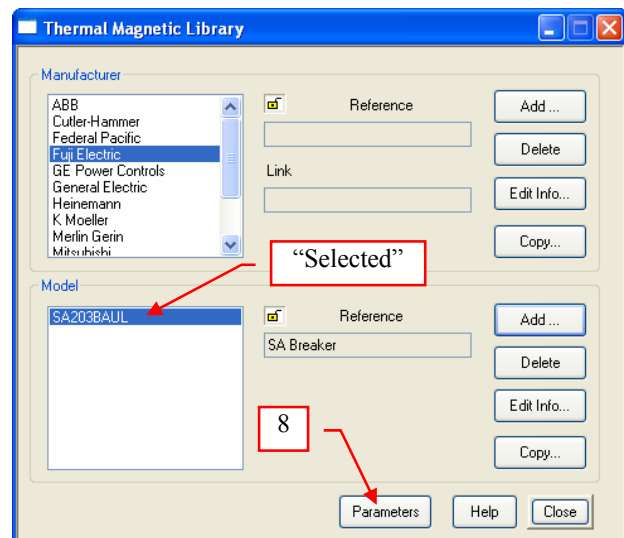 Thermal Magnetic Library
Manufacturer
ABB
Cutler-Hammer
Federal Pacific
Fuji Electric
GE Power Controls
General Electric
Heinemann
K Moeller
Merlin Gerin
Mitsubishi
Reference
Link
Add ...
Delete
Edit Info...
Copy...
“Selected”
Model
SA203BAUL
Reference
SA Breaker
Add ...
Delete
Edit Info...
Copy...
8
Parameters
Help
Close